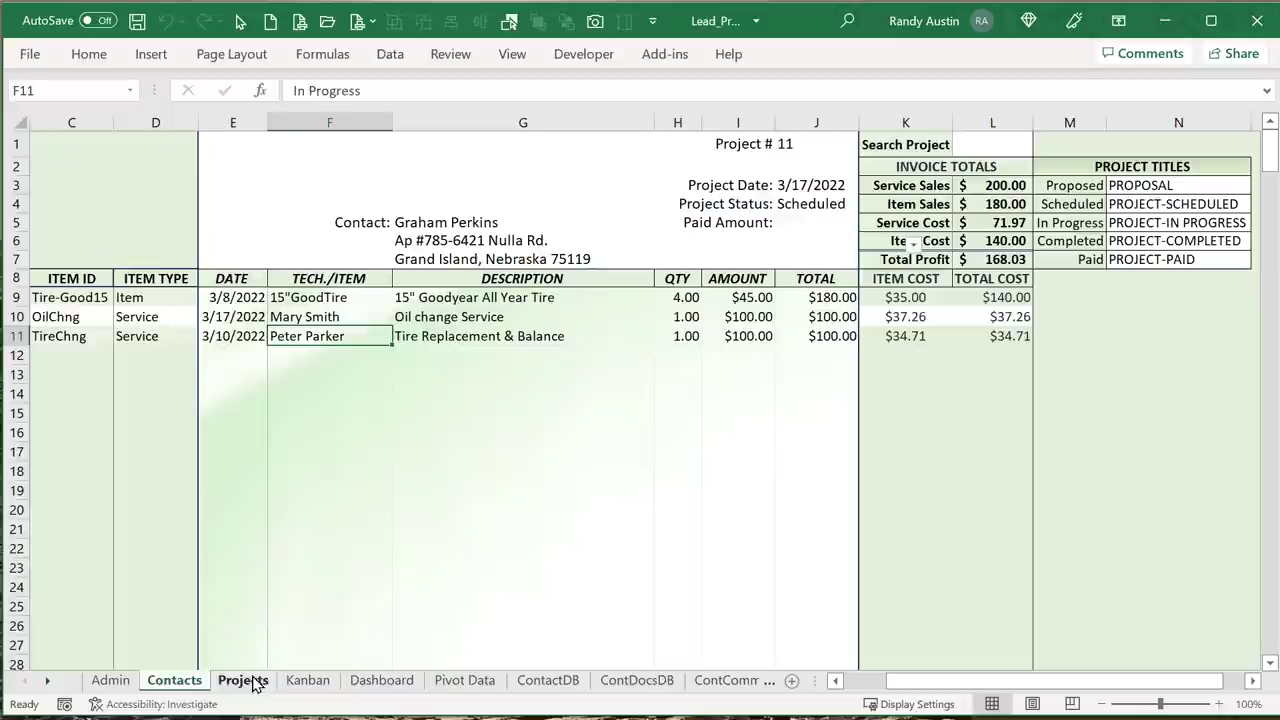 AutoSave Off Lead_Pr... Randy Austin RA
File Home Insert Page Layout Formulas Data Review View Developer Add-ins Help Comments Share
F11 fx In Progress
C D E F G H I J K L M N
1 Project # 11 Search Project
2 INVOICE TOTALS PROJECT TITLES
3 Project Date: 3/17/2022 Service Sales $ 200.00 Proposed PROPOSAL
4 Project Status: Scheduled Item Sales $ 180.00 Scheduled PROJECT-SCHEDULED
5 Contact: Graham Perkins Paid Amount: Service Cost $ 71.97 In Progress PROJECT-IN PROGRESS
6 Ap #785-6421 Nulla Rd. Cost $ 140.00 Completed PROJECT-COMPLETED
7 Grand Island, Nebraska 75119 Total Profit $ 168.03 Paid PROJECT-PAID
8 ITEM ID ITEM TYPE DATE TECH./ITEM DESCRIPTION QTY AMOUNT TOTAL ITEM COST TOTAL COST
9 Tire-Good15 Item 3/8/2022 15"GoodTire 15" Goodyear All Year Tire 4.00 $45.00 $180.00 $35.00 $140.00
10 OilChng Service 3/17/2022 Mary Smith Oil change Service 1.00 $100.00 $100.00 $37.26 $37.26
11 TireChng Service 3/10/2022 Peter Parker Tire Replacement & Balance 1.00 $100.00 $100.00 $34.71 $34.71
12
13
14
15
16
17
18
19
20
21
22
23
24
25
26
27
28
Admin Contacts Projects Kanban Dashboard Pivot Data ContactDB ContDocsDB ContComm ...
Ready Accessibility: Investigate Display Settings 100%